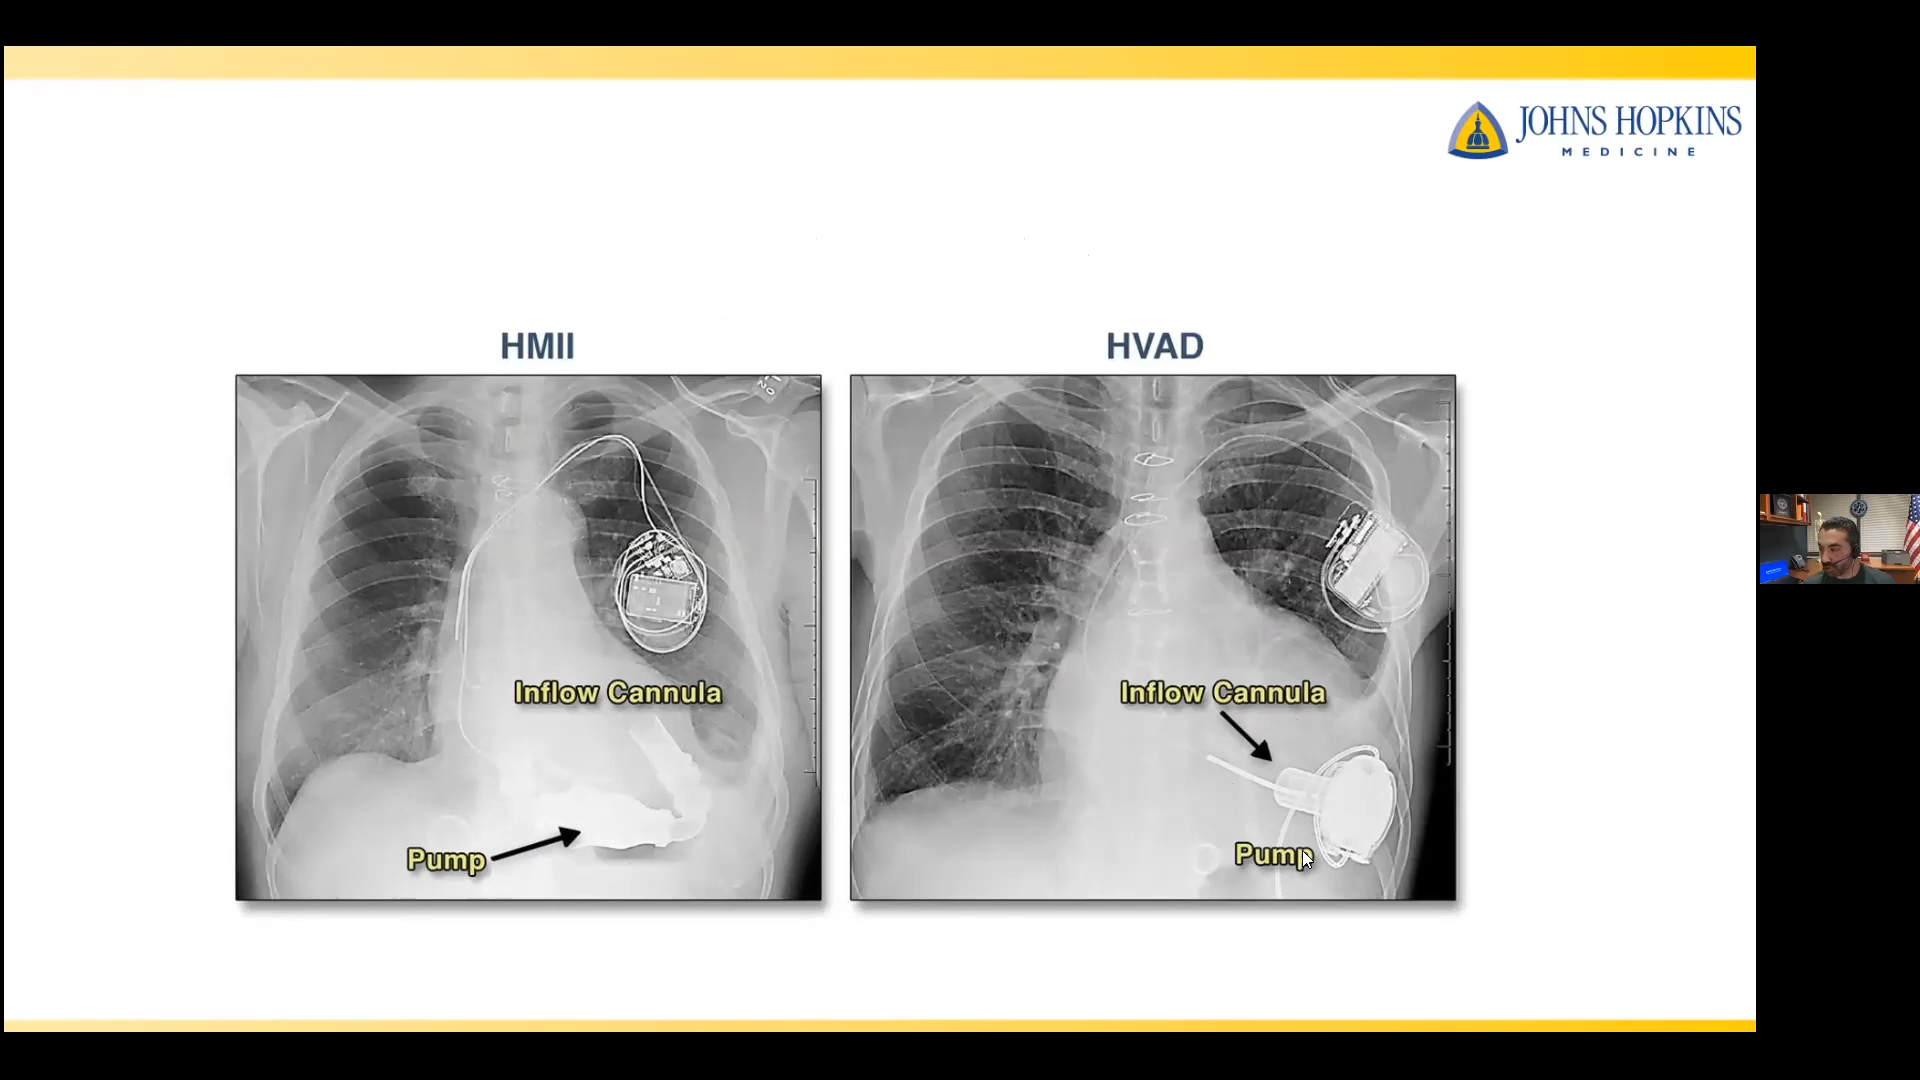 JOHNS HOPKINS
MEDICINE
HMII
HVAD
Inflow Cannula
Pump
Inflow Cannula
Pump